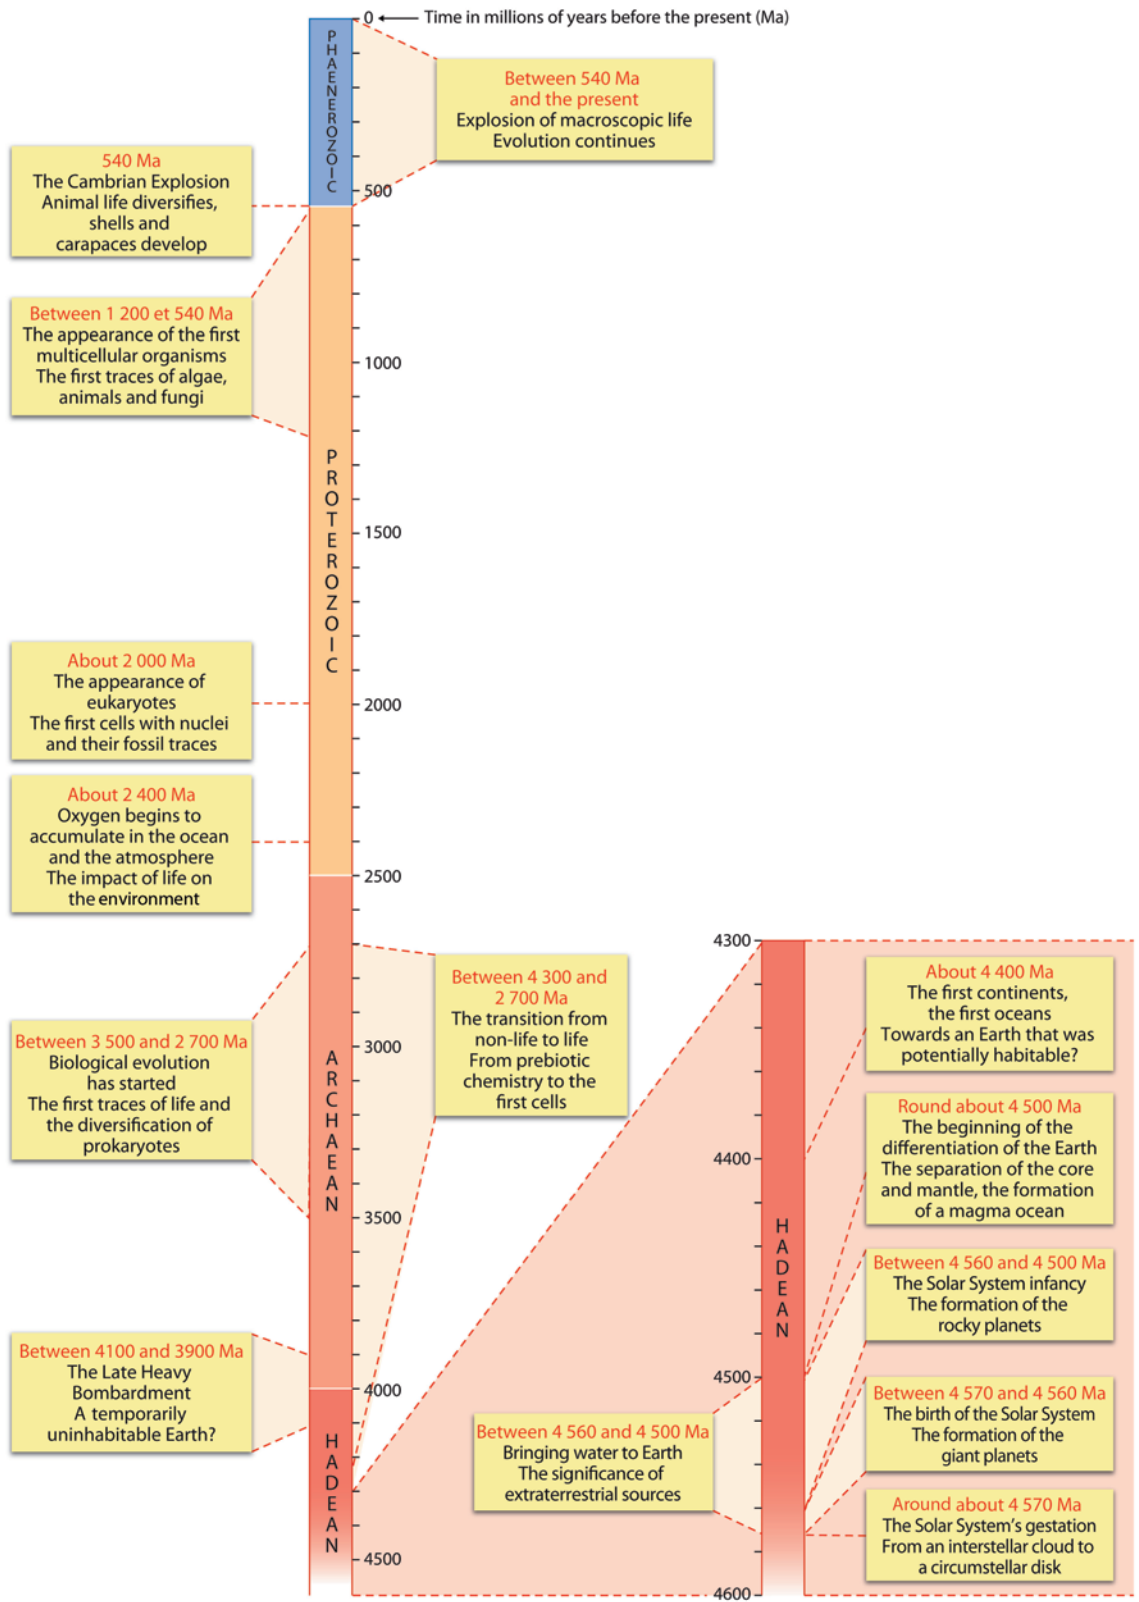 0
Time in millions of years before the present (Ma)
PHAENEROZOIC
Between 540 Ma
and the present
Explosion of macroscopic life
Evolution continues
540 Ma
The Cambrian Explosion
Animal life diversifies,
shells and
carapaces develop
500
Between 1 200 et 540 Ma
The appearance of the first
multicellular organisms
The first traces of algae,
animals and fungi
1000
PROTEROZOIC
1500
About 2 000 Ma
The appearance of
eukaryotes
The first cells with nuclei
and their fossil traces
2000
About 2 400 Ma
Oxygen begins to
accumulate in the ocean
and the atmosphere
The impact of life on
the environment
2500
Between 4 300 and
2 700 Ma
The transition from
non-life to life
From prebiotic
chemistry to the
first cells
Between 3 500 and 2 700 Ma
Biological evolution
has started
The first traces of life and
the diversification of
prokaryotes
3000
ARCHAEAN
3500
Between 4100 and 3900 Ma
The Late Heavy
Bombardment
A temporarily
uninhabitable Earth?
4000
HADEAN
4500
4300
About 4 400 Ma
The first continents,
the first oceans
Towards an Earth that was
potentially habitable?
Round about 4 500 Ma
The beginning of the
differentiation of the Earth
The separation of the core
and mantle, the formation
of a magma ocean
4400
HADEAN
Between 4 560 and 4 500 Ma
The Solar System infancy
The formation of the
rocky planets
4500
Between 4 570 and 4 560 Ma
The birth of the Solar System
The formation of the
giant planets
Between 4 560 and 4 500 Ma
Bringing water to Earth
The significance of
extraterrestrial sources
Around about 4 570 Ma
The Solar System's gestation
From an interstellar cloud to
a circumstellar disk
4600